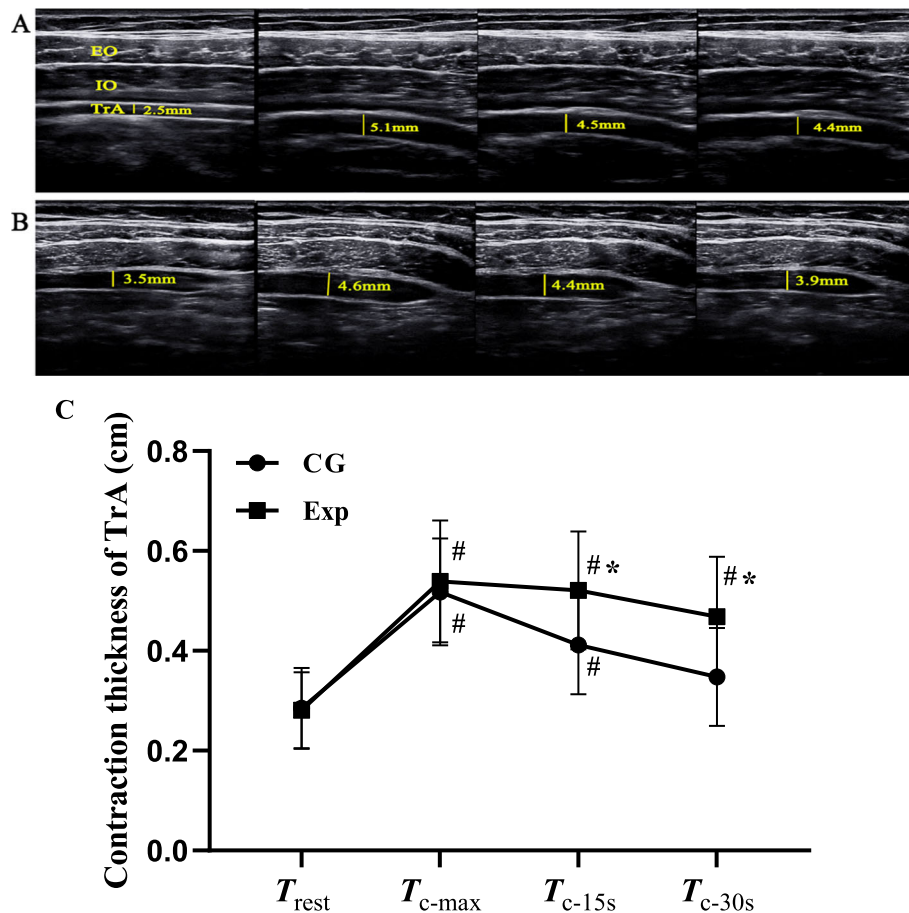 A
EO
IO
TrA 2.5mm
5.1mm
4.5mm
4.4mm
B
3.5mm
4.6mm
4.4mm
3.9mm
C
Contraction thickness of TrA (cm)
0.8
0.6
0.4
0.2
0.0
CG
Exp
#
#
# *
#
# *
Trest
Tc-max
Tc-15s
Tc-30s